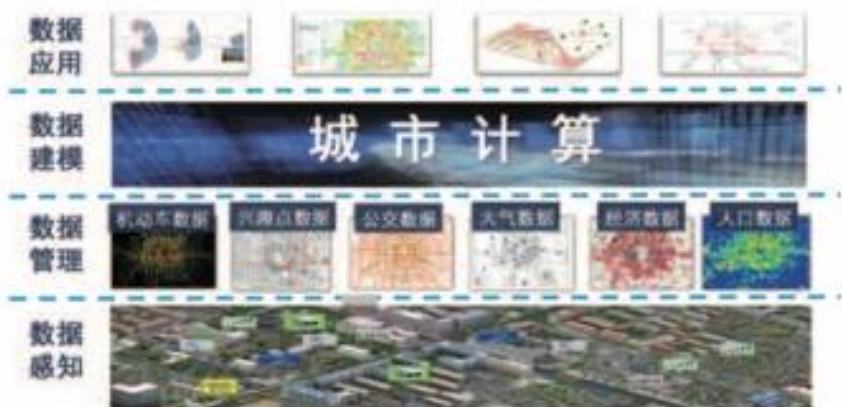 数据
应用
数据
建模
城市计算
数据
管理
机动车数据 兴趣点数据 公交数据 大气数据 经济数据 人口数据
数据
感知